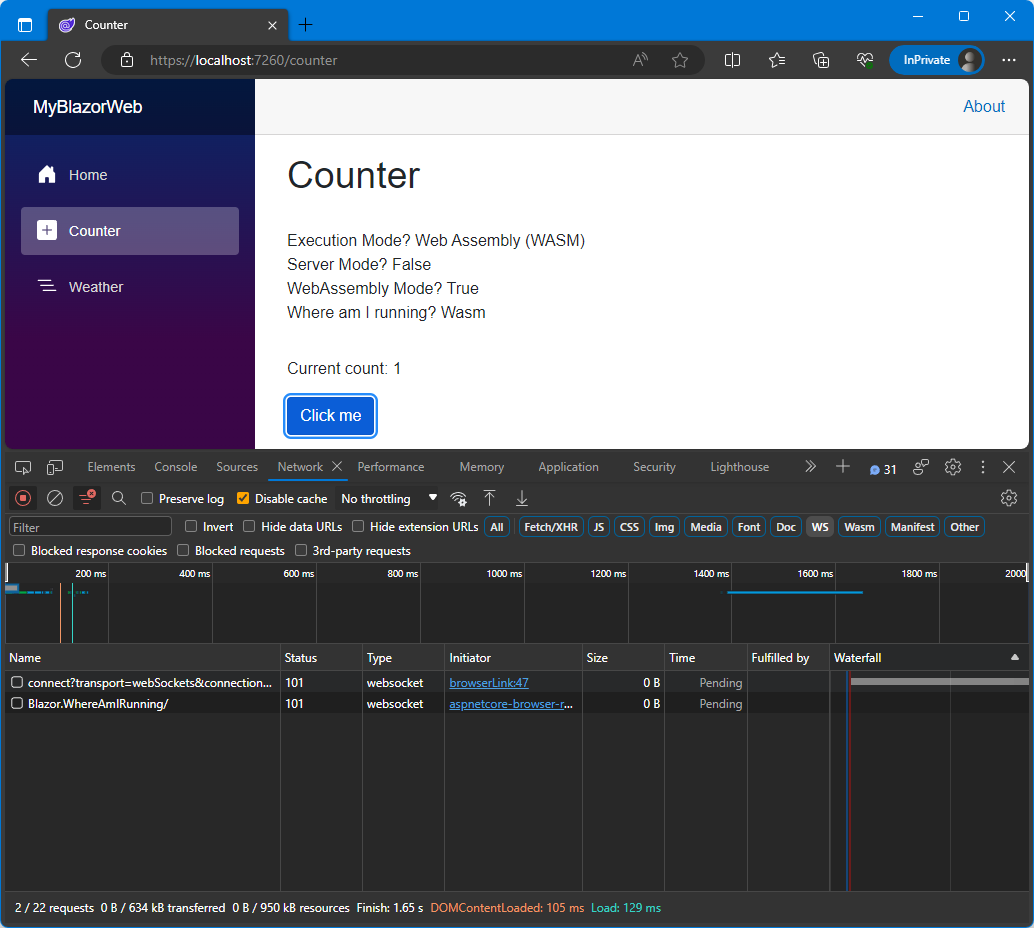 Counter
https://localhost:7260/counter
InPrivate
MyBlazorWeb
About
Home
Counter
Weather
Counter
Execution Mode? Web Assembly (WASM)
Server Mode? False
WebAssembly Mode? True
Where am I running? Wasm
Current count: 1
Click me
Elements Console Sources Network Performance Memory Application Security Lighthouse 31
Preserve log Disable cache No throttling
Filter Invert Hide data URLs Hide extension URLs All Fetch/XHR JS CSS Img Media Font Doc WS Wasm Manifest Other
Blocked response cookies Blocked requests 3rd-party requests
200 ms 400 ms 600 ms 800 ms 1000 ms 1200 ms 1400 ms 1600 ms 1800 ms 2000
Name Status Type Initiator Size Time Fulfilled by Waterfall
connect?transport=webSockets&connection... 101 websocket browserLink:47 0 B Pending
Blazor.WhereAmIRunning/ 101 websocket aspnetcore-browser-r... 0 B Pending
2 / 22 requests 0 B / 634 kB transferred 0 B / 950 kB resources Finish: 1.65 s DOMContentLoaded: 105 ms Load: 129 ms